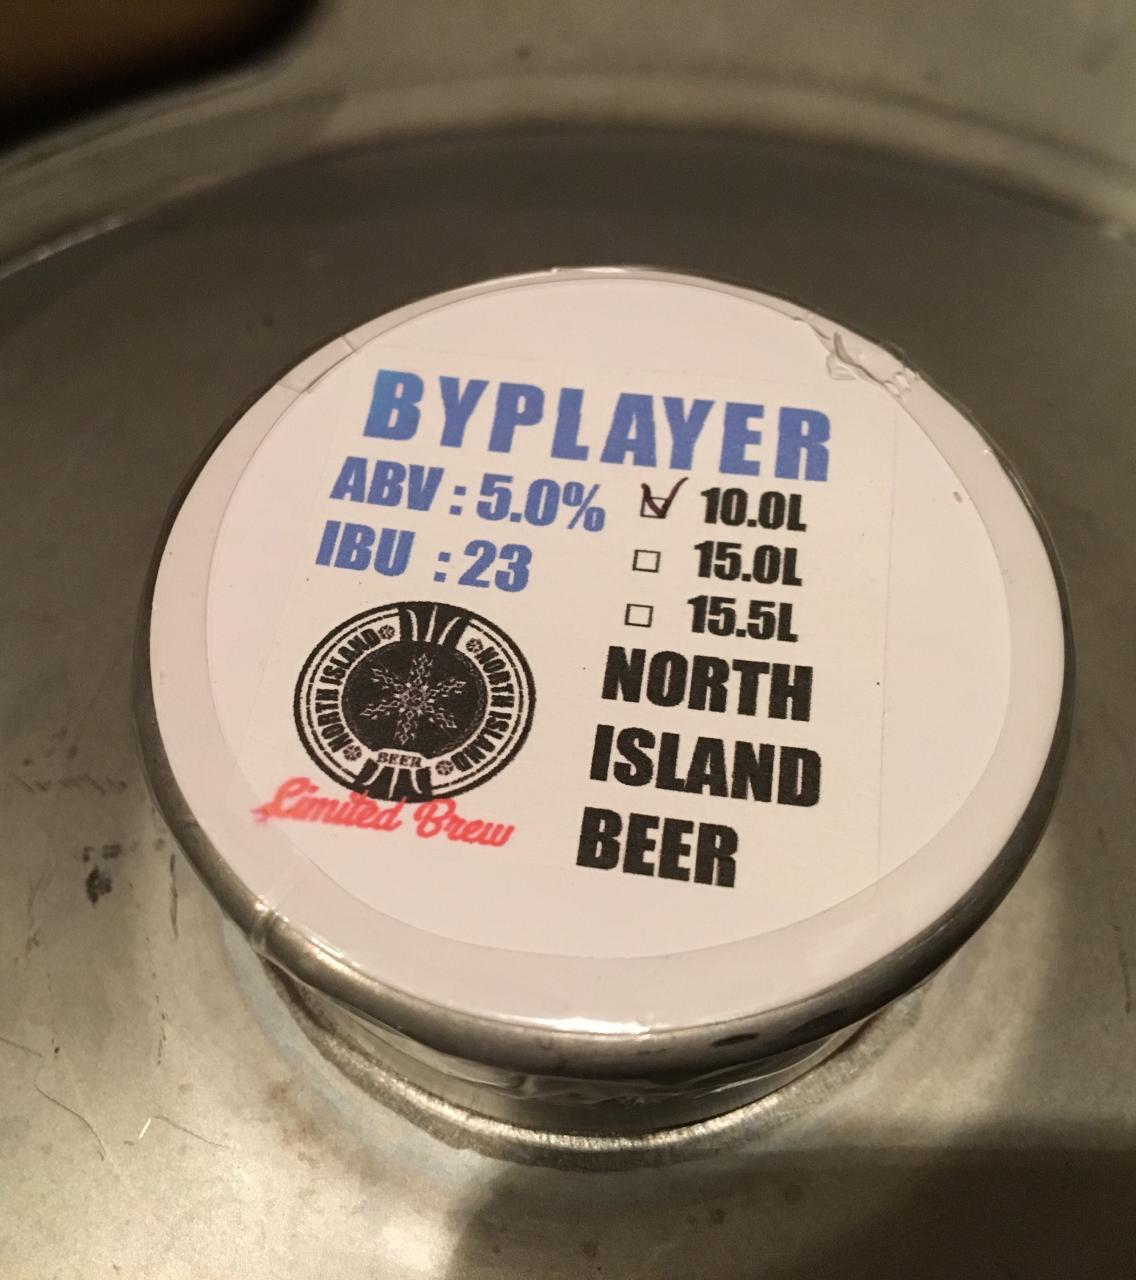 BYPLAYER
ABV : 5.0%
IBU : 23
10.0L
15.0L
15.5L
NORTH ISLAND
NORTH ISLAND
BEER
Limited Brew
NORTH
ISLAND
BEER